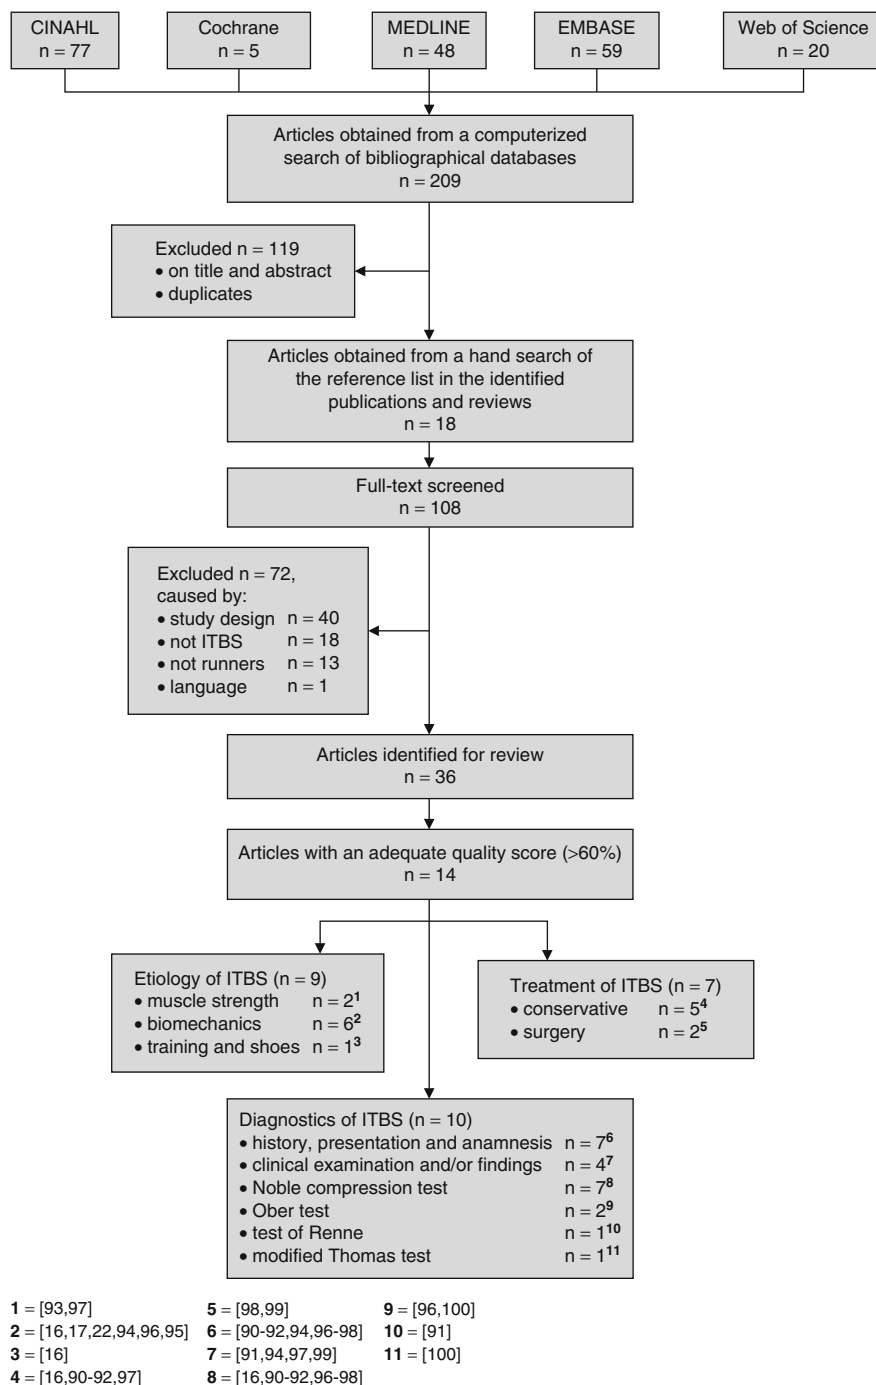 CINAHL
n = 77
Cochrane
n = 5
MEDLINE
n = 48
EMBASE
n = 59
Web of Science
n = 20
Articles obtained from a computerized
search of bibliographical databases
n = 209
Excluded n = 119
• on title and abstract
• duplicates
Articles obtained from a hand search of
the reference list in the identified
publications and reviews
n = 18
Full-text screened
n = 108
Excluded n = 72,
caused by:
• study design n = 40
• not ITBS n = 18
• not runners n = 13
• language n = 1
Articles identified for review
n = 36
Articles with an adequate quality score (>60%)
n = 14
Etiology of ITBS (n = 9)
• muscle strength n = 2¹
• biomechanics n = 6²
• training and shoes n = 1³
Treatment of ITBS (n = 7)
• conservative n = 5⁴
• surgery n = 2⁵
Diagnostics of ITBS (n = 10)
• history, presentation and anamnesis n = 7⁶
• clinical examination and/or findings n = 4⁷
• Noble compression test n = 7⁸
• Ober test n = 2⁹
• test of Renne n = 1¹⁰
• modified Thomas test n = 1¹¹
1 = [93,97]
2 = [16,17,22,94,96,95]
3 = [16]
4 = [16,90-92,97]
5 = [98,99]
6 = [90-92,94,96-98]
7 = [91,94,97,99]
8 = [16,90-92,96-98]
9 = [96,100]
10 = [91]
11 = [100]